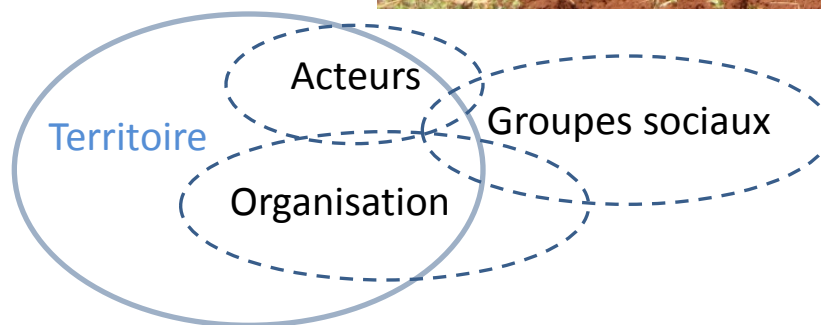 Acteurs
Groupes sociaux
Territoire
Organisation